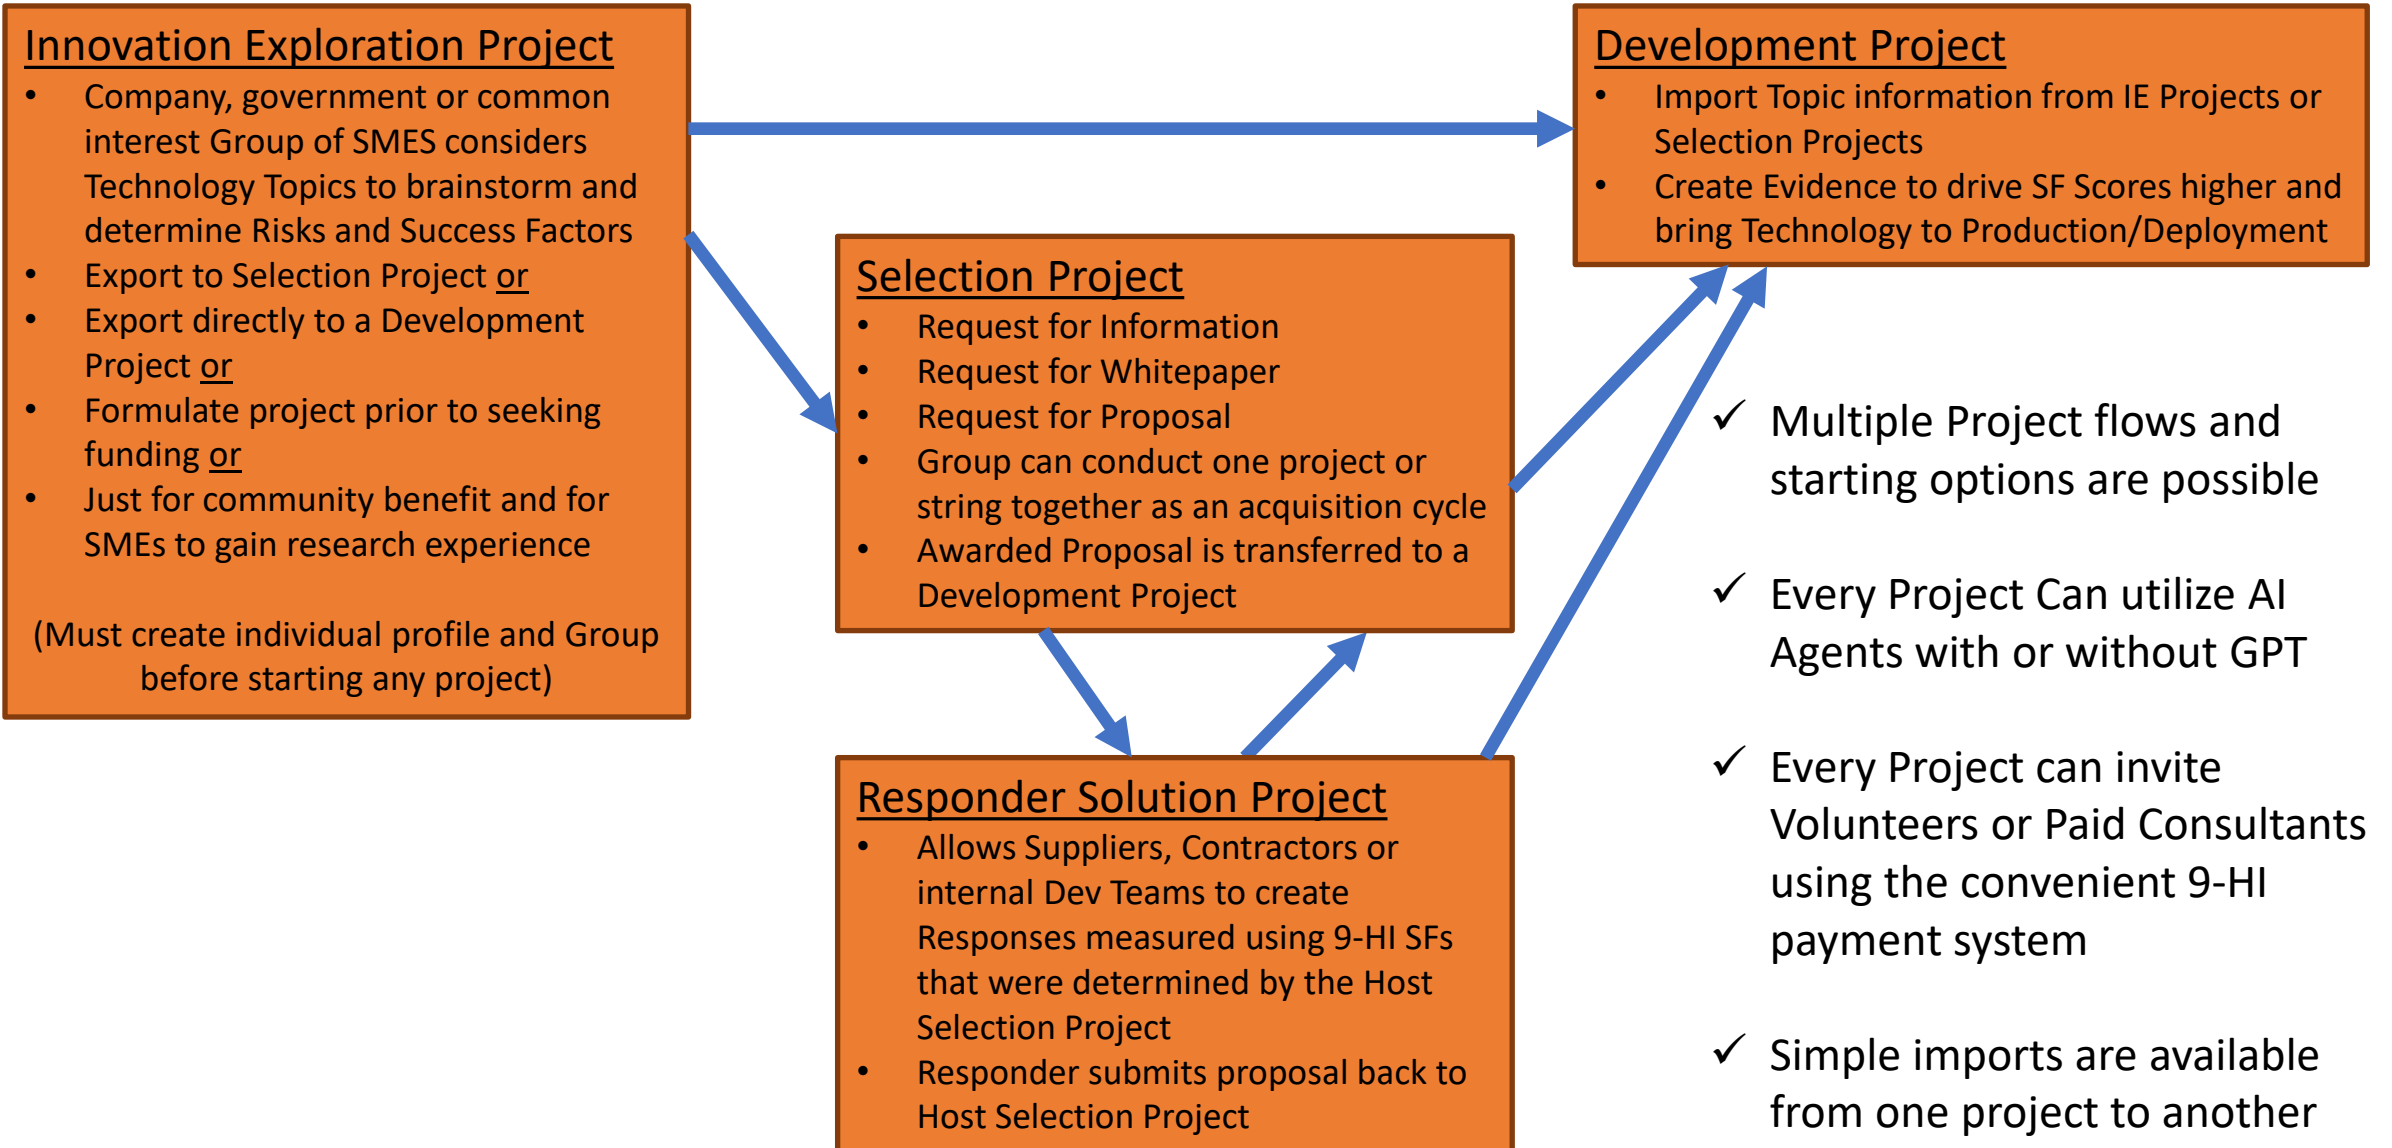 Innovation Exploration Project
• Company, government or common
interest Group of SMES considers
Technology Topics to brainstorm and
determine Risks and Success Factors
• Export to Selection Project or
• Export directly to a Development
Project or
• Formulate project prior to seeking
funding or
• Just for community benefit and for
SMEs to gain research experience
(Must create individual profile and Group
before starting any project)
Selection Project
• Request for Information
• Request for Whitepaper
• Request for Proposal
• Group can conduct one project or
string together as an acquisition cycle
• Awarded Proposal is transferred to a
Development Project
Responder Solution Project
• Allows Suppliers, Contractors or
internal Dev Teams to create
Responses measured using 9-HI SFs
that were determined by the Host
Selection Project
• Responder submits proposal back to
Host Selection Project
Development Project
• Import Topic information from IE Projects or
Selection Projects
• Create Evidence to drive SF Scores higher and
bring Technology to Production/Deployment
✓ Multiple Project flows and
starting options are possible
✓ Every Project Can utilize AI
Agents with or without GPT
✓ Every Project can invite
Volunteers or Paid Consultants
using the convenient 9-HI
payment system
✓ Simple imports are available
from one project to another